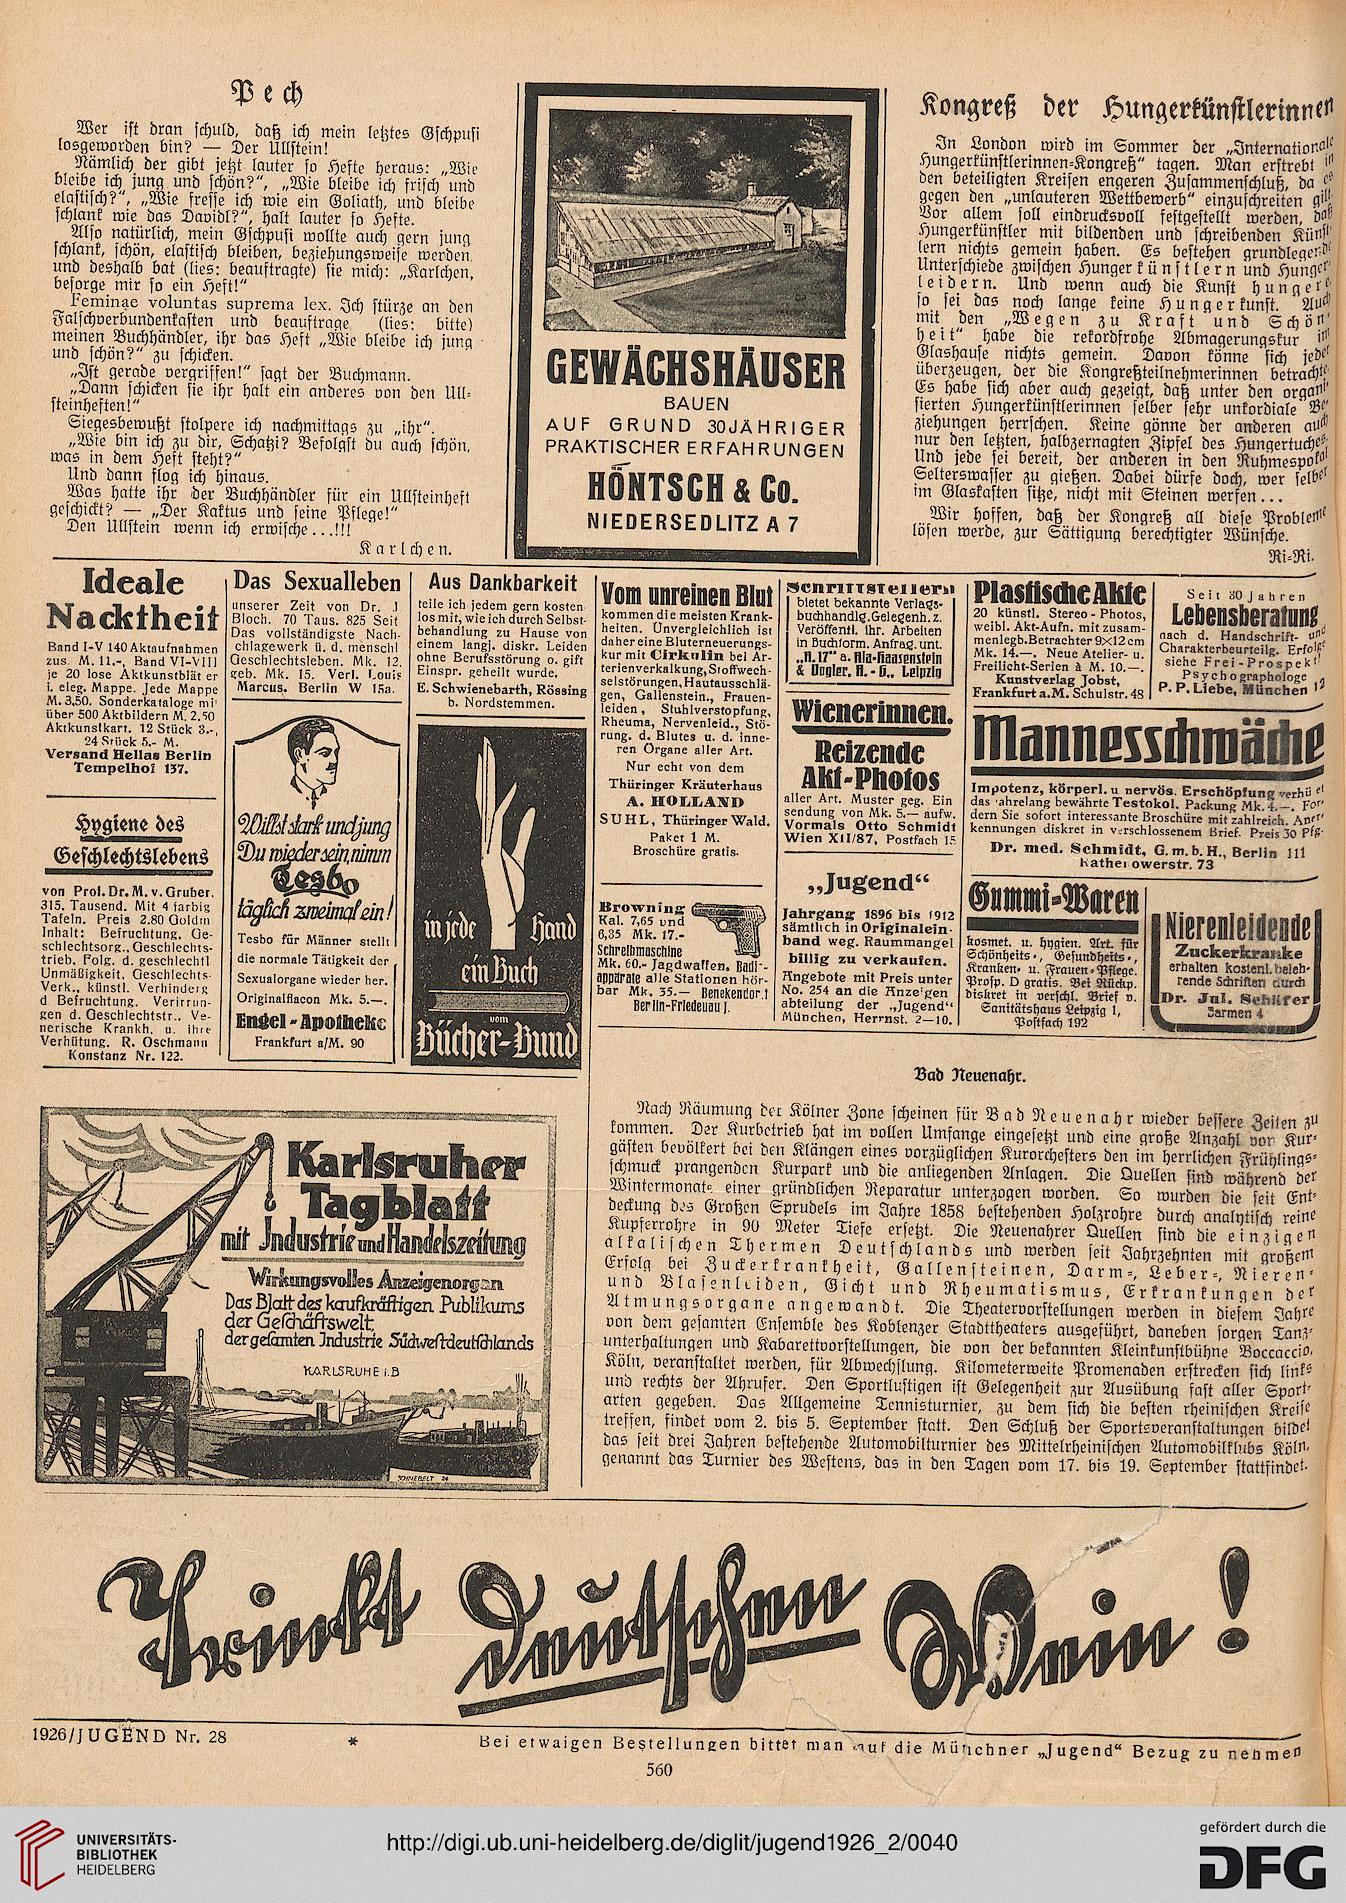 Pech
Wer ist dran schuld, daß ich mein letztes Gschpusi
losgeworden bin? — Der Ullstein!
Nämlich der gibt jetzt lauter so Hefte heraus: „Wie
bleibe ich jung und schön?“, „Wie bleibe ich frisch und
elastisch?“, „Wie fresse ich wie ein Goliath, und bleibe
schlank wie das Davidl?“, halt lauter so Hefte.
Also natürlich, mein Gschpusi wollte auch gern jung
schlank, schön, elastisch bleiben, beziehungsweise werden
und deshalb bat (lies: beauftragte) sie mich: „Karlchen,
besorge mir so ein Heft!“
Feminae voluntas suprema lex. Ich stürze an den
Falschverbundenkasten und beauftrage (lies: bitte)
meinen Buchhändler, ihr das Heft „Wie bleibe ich jung
und schön?“ zu schicken.
„Ist gerade vergriffen!“ sagt der Buchmann.
„Dann schicken sie ihr halt ein anderes von den Ull-
steinheften!“
Siegesbewußt stolpere ich nachmittags zu „ihr“.
„Wie bin ich zu dir, Schatzi? Befolgst du auch schön,
was in dem Heft steht?“
Und dann flog ich hinaus.
Was hatte ihr der Buchhändler für ein Ullsteinheft
geschickt? — „Der Kaktus und seine Pflege!“
Den Ullstein wenn ich erwische...!!!
Karlchen.
GEWÄCHSHÄUSER
BAUEN
AUF GRUND 30JÄHRIGER
PRAKTISCHER ERFAHRUNGEN
HÖNTSCH & Co.
NIEDERSEDLITZ A 7
Kongreß der Hungerkünstlerinnen
In London wird im Sommer der „Internationale
Hungerkünstlerinnen-Kongreß“ tagen. Man erstrebt in
den beteiligten Kreisen engeren Zusammenschluß, da es
gegen den „unlauteren Wettbewerb“ einzuschreiten gilt.
Vor allem soll eindrucksvoll festgestellt werden, daß
Hungerkünstler mit bildenden und schreibenden Künst-
lern nichts gemein haben. Es bestehen grundlegende
Unterschiede zwischen Hungerkünstlern und Hunger-
leidern. Und wenn auch die Kunst hungere,
so sei das noch lange keine Hungerkunst. Auch
mit den „Wegen zu Kraft und Schön-
heit“ habe die rekordfrohe Abmagerungskur im
Glashause nichts gemein. Davon könne sich jeder
überzeugen, der die Kongreßteilnehmerinnen betrachte.
Es habe sich aber auch gezeigt, daß unter den organi-
sierten Hungerkünstlerinnen selber sehr unkordiale Be-
ziehungen herrschen. Keine gönne der anderen auch
nur den letzten, halbzernagten Zipfel des Hungertuches.
Und jede sei bereit, der anderen in den Ruhmespokal
Selterswasser zu gießen. Dabei dürfe doch, wer selber
im Glaskasten sitze, nicht mit Steinen werfen...
Wir hoffen, daß der Kongreß all diese Probleme
lösen werde, zur Sättigung berechtigter Wünsche.
Ri-Ri.
Ideale
Nacktheit
Band I-V 140 Aktaufnahmen
zus. M. 11.-, Band VI-VIII
je 20 lose Aktkunstblät er
i. eleg. Mappe. Jede Mappe
M. 3,50. Sonderkataloge mi
über 500 Aktbildern M. 2.50
Aktkunstkart. 12 Stück 3.-,
24 Stück 5.- M.
Versand Hellas Berlin
Tempelhof 137.
Hygiene des
Geschlechtslebens
von Prof. Dr. M. v. Gruber.
315. Tausend. Mit 4 farbig
Tafeln. Preis 2.80 Goldm
Inhalt: Befruchtung, Ge-
schlechtsorg., Geschlechts-
trieb, Folg. d. geschlechtl
Unmäßigkeit, Geschlechts-
Verk., künstl. Verhinderg
d Befruchtung. Verirrun-
gen d. Geschlechtstr., Ve-
nerische Krankh. u. ihre
Verhütung. R. Oschmann
Konstanz Nr. 122.
Das Sexualleben
unserer Zeit von Dr. J
Bloch. 70 Taus. 825 Seit
Das vollständigste Nach-
chlagewerk ü. d. menschl
Geschlechtsleben. Mk. 12.
geb. Mk. 15. Verl. Louis
Marcus. Berlin W 15a.
Willst stark und jung
Du wieder sein, nimm
Tesbo
täglich zweimal ein!
Tesbo für Männer stellt
die normale Tätigkeit der
Sexualorgane wieder her.
Originalflacon Mk. 5.—.
Engel-Apotheke
Frankfurt a/M. 90
Aus Dankbarkeit
teile ich jedem gern kosten
los mit, wie ich durch Selbst-
behandlung zu Hause von
einem langj. diskr. Leiden
ohne Berufsstörung o. gift
Einspr. geheilt wurde.
E. Schwienebarth, Rössing
b. Nordstemmen.
in jede Hand
ein Buch
vom
Bücher-Bund
Vom unreinen Blut
kommen die meisten Krank-
heiten. Unvergleichlich ist
daher eine Bluterneuerungs-
kur mit Cirkulin bei Ar-
terienverkalkung, Stoffwech-
selstörungen, Hautausschlä-
gen, Gallenstein., Frauen-
leiden, Stuhlverstopfung,
Rheuma, Nervenleid., Stö-
rung. d. Blutes u. d. inne-
ren Organe aller Art.
Nur echt von dem
Thüringer Kräuterhaus
A. HOLLAND
SUHL, Thüringer Wald.
Paket 1 M.
Broschüre gratis.
Browning
Kal. 7,65 und
6,35 Mk. 17.-
Schreibmaschine
Mk. 60.- Jagdwaffen. Radi-
apparate alle Stationen hör-
bar Mk. 35.— Benekendorf
Berlin-Friedenau J.
Schriftstellern
bietet bekannte Verlags-
buchhandlg. Gelegenh. z.
Veröffentl. ihr. Arbeiten
in Buchform. Anfrag. unt.
„A. 17“ a. Ala-Haasenstein
& Vogler, A.-G., Leipzig
Wienerinnen.
Reizende
Akt-Photos
aller Art. Muster geg. Ein
sendung von Mk. 5.— aufw.
Vormals Otto Schmidt
Wien XII/87, Postfach 15
„Jugend“
Jahrgang 1896 bis 1912
sämtlich in Originalein-
band weg. Raummangel
billig zu verkaufen.
Angebote mit Preis unter
No. 254 an die Anzeigen
abteilung der „Jugend“
München, Herrnst. 2—10.
Plastische Akte
20 künstl. Stereo-Photos,
weibl. Akt-Aufn. mit zusam-
menlegb. Betrachter 9×12 cm
Mk. 14.—. Neue Atelier- u.
Freilicht-Serien à M. 10.—.
Kunstverlag Jobst,
Frankfurt a.M. Schulstr. 48
Seit 30 Jahren
Lebensberatung
nach d. Handschrift- und
Charakterbeurteilg. Erfolge
siehe Frei-Prospekt
Psychographologe
P. P. Liebe, München 12
Mannesschwäche
Impotenz, körperl. u nervös. Erschöpfung verhütet
das jahrelang bewährte Testokol. Packung Mk. 4.—. For-
dern Sie sofort interessante Broschüre mit zahlreich. Aner-
kennungen diskret in verschlossenem Brief. Preis 30 Pfg.
Dr. med. Schmidt, G.m.b.H., Berlin 111
Rathenowerstr. 73
Gummi-Waren
kosmet. u. hygien. Art. für
Schönheits-, Gesundheits-,
Kranken- u. Frauen-Pflege.
Prosp. D gratis. Bei Rückp.
diskret in verschl. Brief v.
Sanitätshaus Leipzig 1,
Postfach 192
Nierenleidende
Zuckerkranke
erhalten kostenl. beleh-
rende Schriften durch
Dr. Jul. Schäfer
Barmen 4
Karlsruher
Tagblatt
mit Industrie und Handelszeitung
Wirkungsvolles Anzeigenorgan
Das Blatt des kaufkräftigen Publikums
der Geschäftswelt,
der gesamten Industrie Südwestdeutschlands
KARLSRUHE i.B
SCHNEBELT 24
Bad Neuenahr.
Nach Räumung der Kölner Zone scheinen für Bad Neuenahr wieder bessere Zeiten zu
kommen. Der Kurbetrieb hat im vollen Umfange eingesetzt und eine große Anzahl von Kur-
gästen bevölkert bei den Klängen eines vorzüglichen Kurorchesters den im herrlichen Frühlings-
schmuck prangenden Kurpark und die anliegenden Anlagen. Die Quellen sind während der
Wintermonate einer gründlichen Reparatur unterzogen worden. So wurden die seit Ent-
deckung des Großen Sprudels im Jahre 1858 bestehenden Holzrohre durch analytisch reine
Kupferrohre in 90 Meter Tiefe ersetzt. Die Neuenahrer Quellen sind die einzigen
alkalischen Thermen Deutschlands und werden seit Jahrzehnten mit großem
Erfolg bei Zuckerkrankheit, Gallensteinen, Darm-, Leber-, Nieren-
und Blasenleiden, Gicht und Rheumatismus, Erkrankungen der
Atmungsorgane angewandt. Die Theatervorstellungen werden in diesem Jahre
von dem gesamten Ensemble des Koblenzer Stadttheaters ausgeführt, daneben sorgen Tanz-
unterhaltungen und Kabarettvorstellungen, die von der bekannten Kleinkunstbühne Boccaccio,
Köln, veranstaltet werden, für Abwechslung. Kilometerweite Promenaden erstrecken sich links
und rechts der Ahrufer. Den Sportlustigen ist Gelegenheit zur Ausübung fast aller Sport-
arten gegeben. Das Allgemeine Tennisturnier, zu dem sich die besten rheinischen Kreise
treffen, findet vom 2. bis 5. September statt. Den Schluß der Sportsveranstaltungen bildet
das seit drei Jahren bestehende Automobilturnier des Mittelrheinischen Automobilklubs Köln,
genannt das Turnier des Westens, das in den Tagen vom 17. bis 19. September stattfindet.
Trinkt deutschen Wein!
1926/JUGEND Nr. 28
* Bei etwaigen Bestellungen bittet man auf die Münchner „Jugend“ Bezug zu nehmen
560
UNIVERSITÄTS-
BIBLIOTHEK
HEIDELBERG
http://digi.ub.uni-heidelberg.de/diglit/jugend1926_2/0040
gefördert durch die
DFG